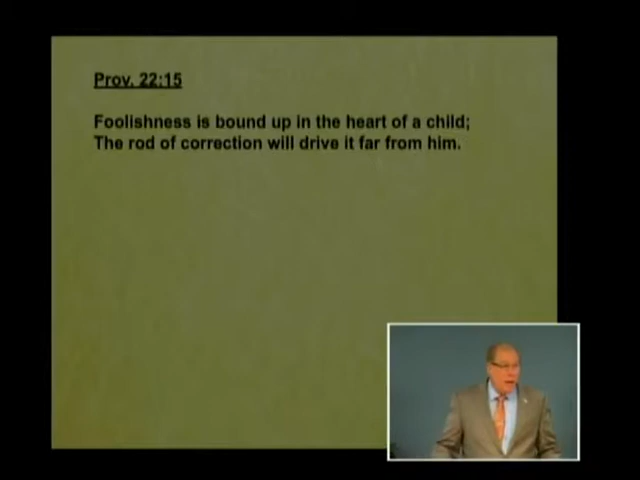 Prov. 22:15
Foolishness is bound up in the heart of a child;
The rod of correction will drive it far from him.